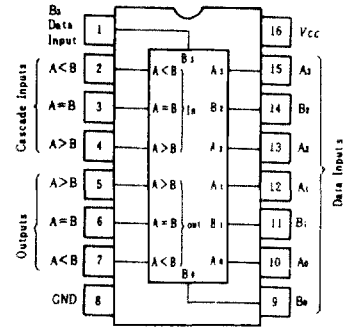 B3
Data
Input
1
16
Vcc
A<B
2
A<B
B3
A3
15
A3
A=B
3
A=B
In
B2
14
B2
A>B
4
A>B
A2
13
A2
A>B
5
A>B
A1
12
A1
A=B
6
A=B
out
B1
11
B1
A<B
7
A<B
A0
10
A0
GND
8
B0
9
B0
Cascade Inputs
Outputs
Data Inputs